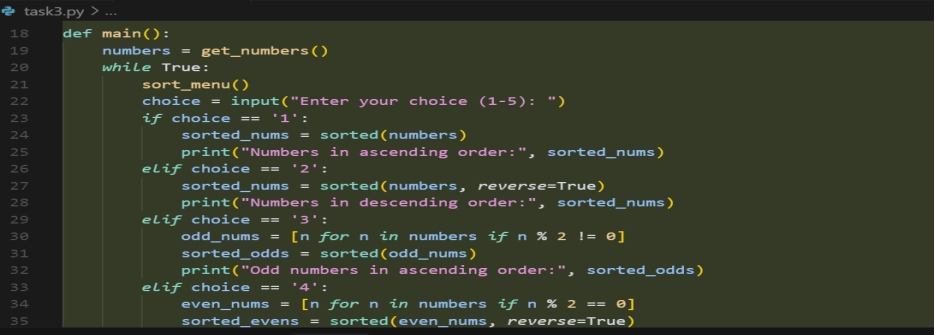 task3.py > ...
18 def main():
19 numbers = get_numbers()
20 while True:
21 sort_menu()
22 choice = input("Enter your choice (1-5): ")
23 if choice == '1':
24 sorted_nums = sorted(numbers)
25 print("Numbers in ascending order:", sorted_nums)
26 elif choice == '2':
27 sorted_nums = sorted(numbers, reverse=True)
28 print("Numbers in descending order:", sorted_nums)
29 elif choice == '3':
30 odd_nums = [n for n in numbers if n % 2 != 0]
31 sorted_odds = sorted(odd_nums)
32 print("Odd numbers in ascending order:", sorted_odds)
33 elif choice == '4':
34 even_nums = [n for n in numbers if n % 2 == 0]
35 sorted_evens = sorted(even_nums, reverse=True)